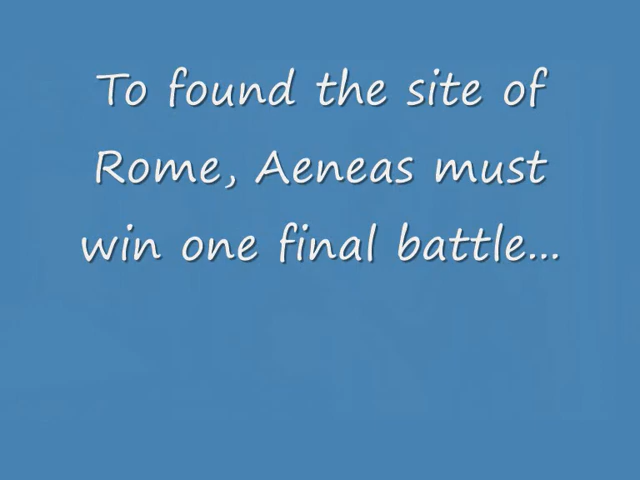 To found the site of
Rome, Aeneas must
win one final battle...